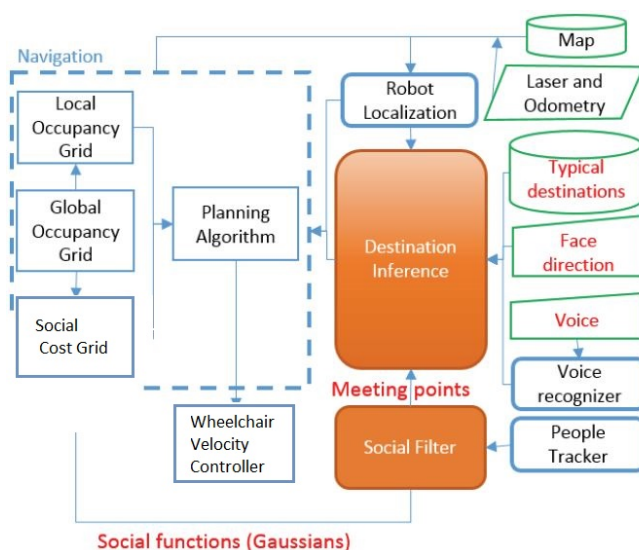 Navigation
Local
Occupancy
Grid
Global
Occupancy
Grid
Social
Cost Grid
Planning
Algorithm
Wheelchair
Velocity
Controller
Robot
Localization
Destination
Inference
Meeting points
Social Filter
Map
Laser and
Odometry
Typical
destinations
Face
direction
Voice
Voice
recognizer
People
Tracker
Social functions (Gaussians)